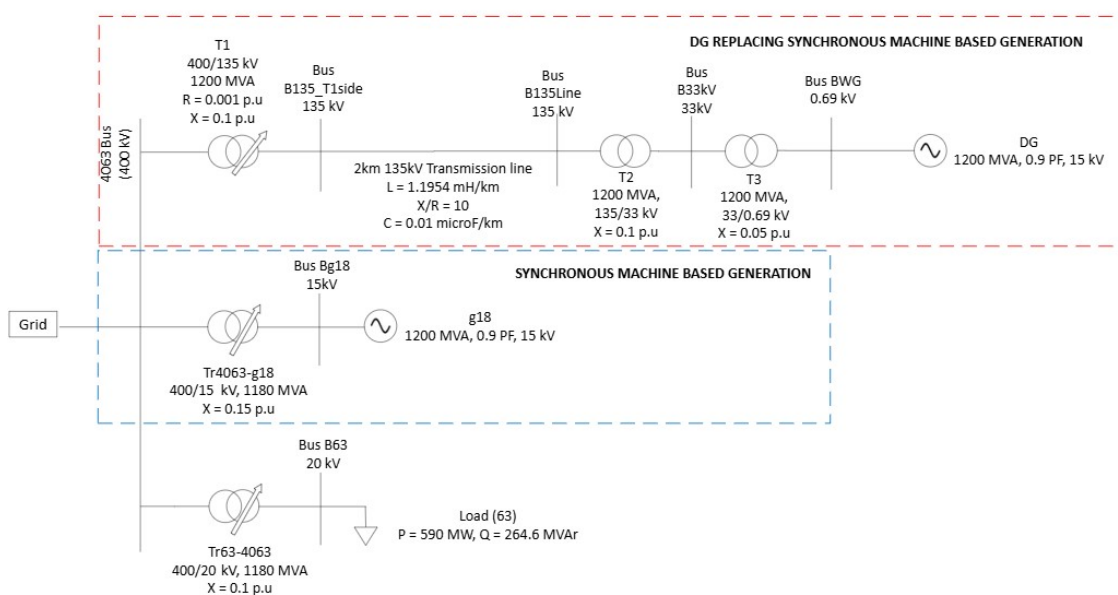 DG REPLACING SYNCHRONOUS MACHINE BASED GENERATION
T1
400/135 kV
1200 MVA
R = 0.001 p.u
X = 0.1 p.u
Bus
B135_T1side
135 kV
Bus
B135Line
135 kV
Bus
B33kV
33kV
Bus BWG
0.69 kV
4063 Bus
(400 kV)
2km 135kV Transmission line
L = 1.1954 mH/km
X/R = 10
C = 0.01 microF/km
T2
1200 MVA,
135/33 kV
X = 0.1 p.u
T3
1200 MVA,
33/0.69 kV
X = 0.05 p.u
DG
1200 MVA, 0.9 PF, 15 kV
SYNCHRONOUS MACHINE BASED GENERATION
Bus Bg18
15kV
Grid
g18
1200 MVA, 0.9 PF, 15 kV
Tr4063-g18
400/15 kV, 1180 MVA
X = 0.15 p.u
Bus B63
20 kV
Load (63)
P = 590 MW, Q = 264.6 MVAr
Tr63-4063
400/20 kV, 1180 MVA
X = 0.1 p.u